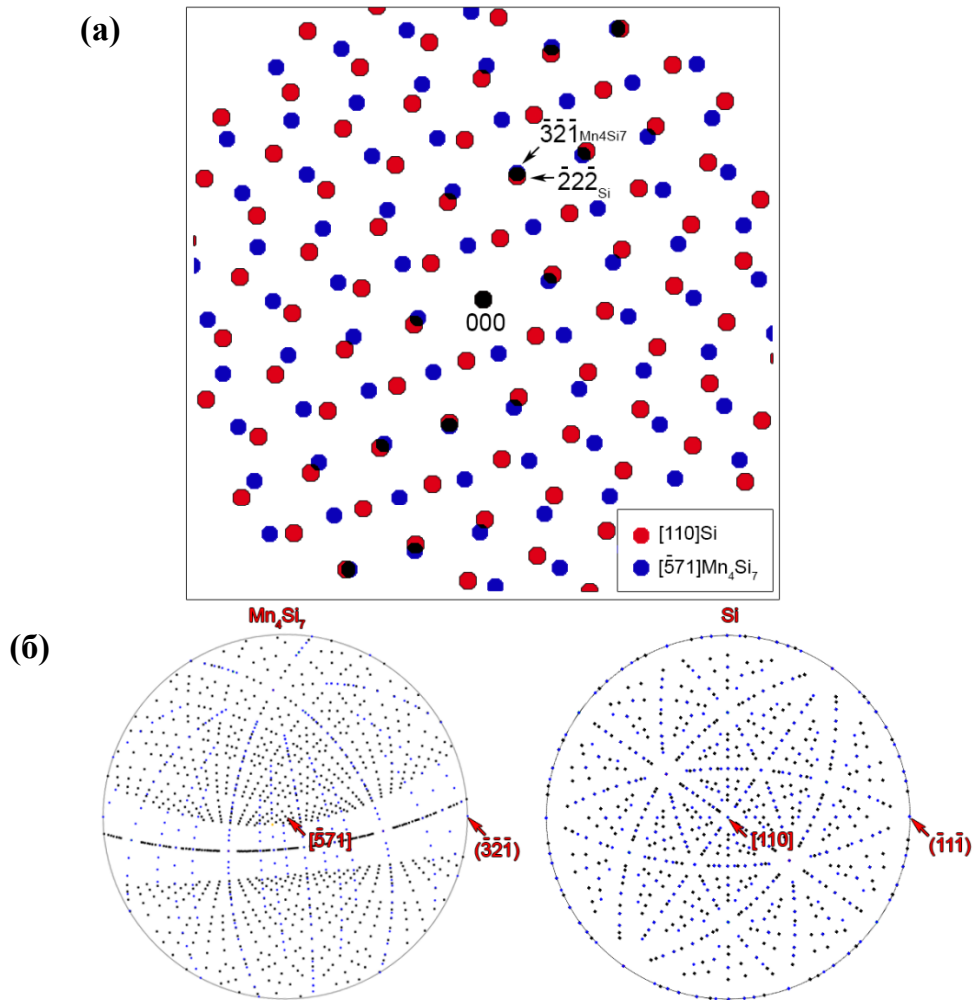 (а)
3̄2̄1̄Mn4Si7
2̄22̄Si
000
[110]Si
[5̄71]Mn₄Si₇
Mn₄Si₇
Si
(б)
[5̄71]
(3̄2̄1̄)
[110]
(1̄11̄)